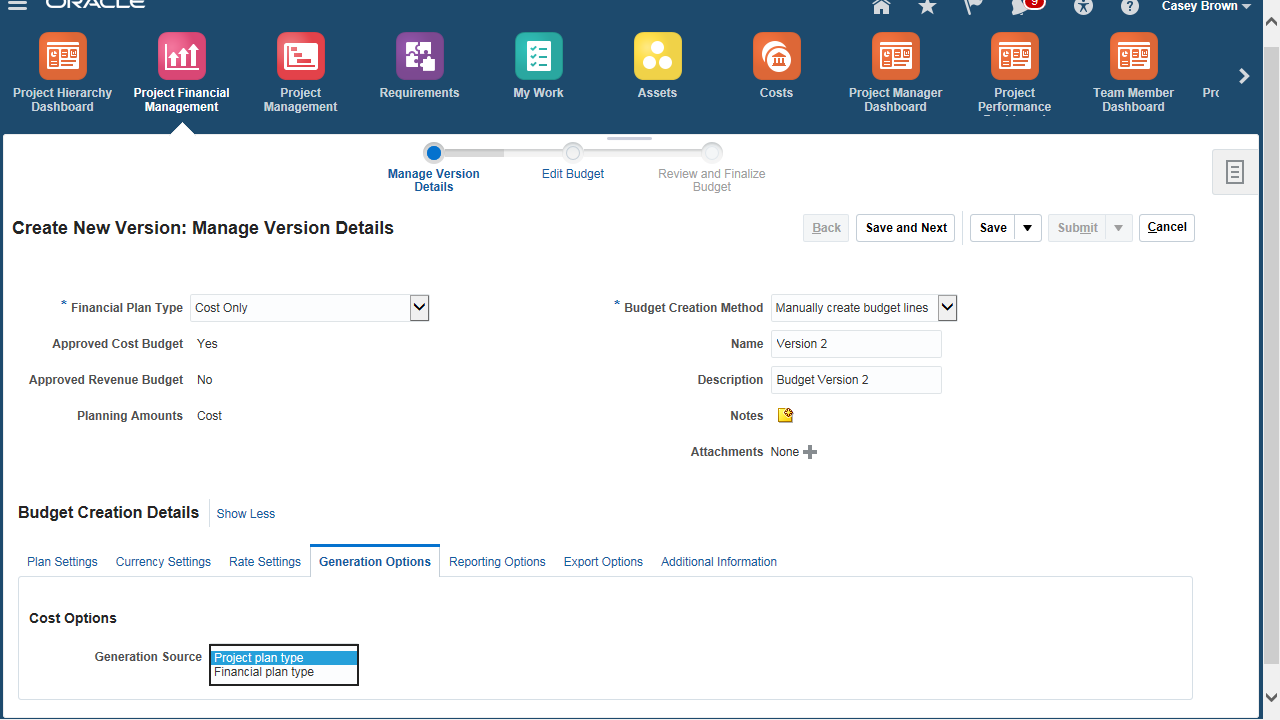 ORACLE
9
Casey Brown
Project Hierarchy
Dashboard
Project Financial
Management
Project
Management
Requirements
My Work
Assets
Costs
Project Manager
Dashboard
Project
Performance
Dashboard
Team Member
Dashboard
Pro
Manage Version
Details
Edit Budget
Review and Finalize
Budget
Create New Version: Manage Version Details
Back
Save and Next
Save
Submit
Cancel
* Financial Plan Type Cost Only
Approved Cost Budget Yes
Approved Revenue Budget No
Planning Amounts Cost
* Budget Creation Method Manually create budget lines
Name Version 2
Description Budget Version 2
Notes
Attachments None
Budget Creation Details Show Less
Plan Settings Currency Settings Rate Settings Generation Options Reporting Options Export Options Additional Information
Cost Options
Generation Source Project plan type
Financial plan type